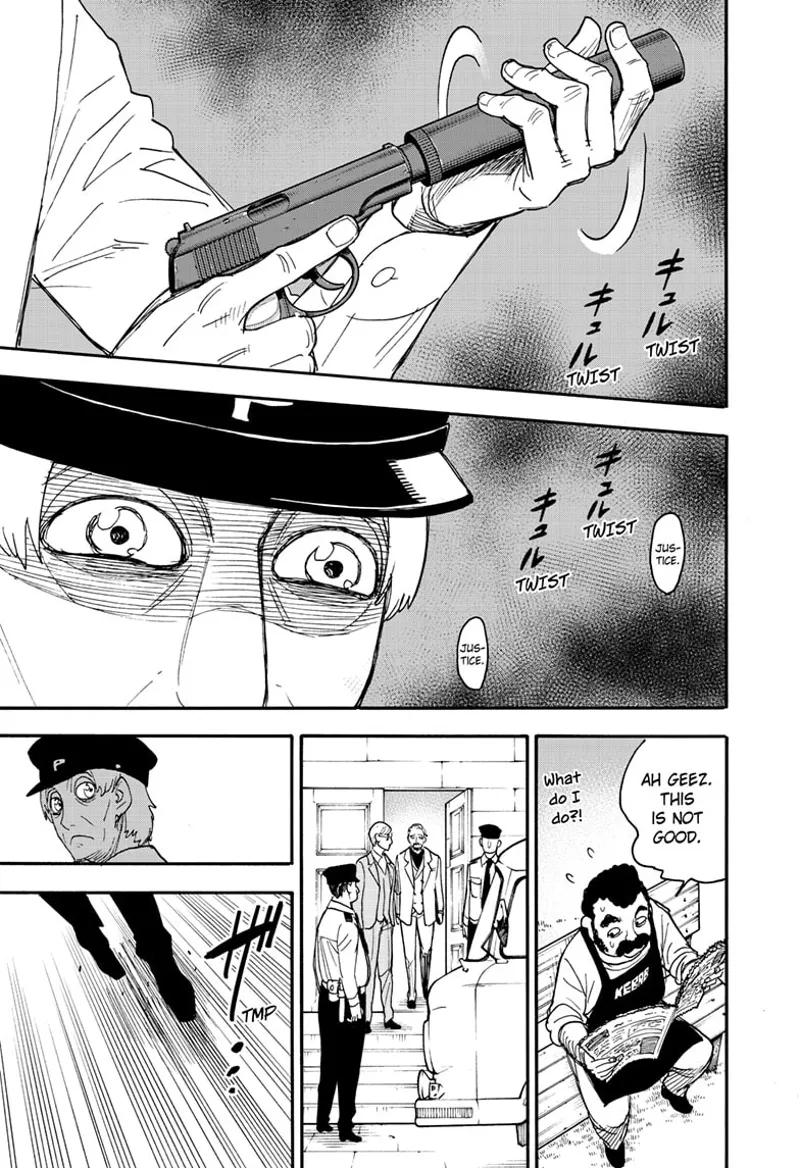 キュル
TWIST
キュル
TWIST
P
キュル
TWIST
キュル
TWIST
JUS-
TICE.
JUS-
TICE.
AH GEEZ.
THIS
IS NOT
GOOD.
What
do I
do?!
KEBAB
P
TMP